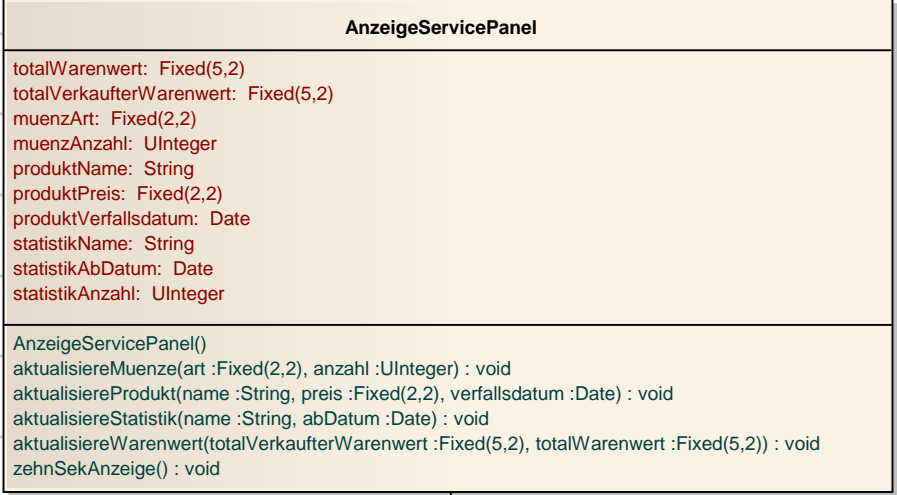 AnzeigeServicePanel
totalWarenwert: Fixed(5,2)
totalVerkaufterWarenwert: Fixed(5,2)
muenzArt: Fixed(2,2)
muenzAnzahl: UInteger
produktName: String
produktPreis: Fixed(2,2)
produktVerfallsdatum: Date
statistikName: String
statistikAbDatum: Date
statistikAnzahl: UInteger
AnzeigeServicePanel()
aktualisiereMuenze(art :Fixed(2,2), anzahl :UInteger) : void
aktualisiereProdukt(name :String, preis :Fixed(2,2), verfallsdatum :Date) : void
aktualisiereStatistik(name :String, abDatum :Date) : void
aktualisiereWarenwert(totalVerkaufterWarenwert :Fixed(5,2), totalWarenwert :Fixed(5,2)) : void
zehnSekAnzeige() : void